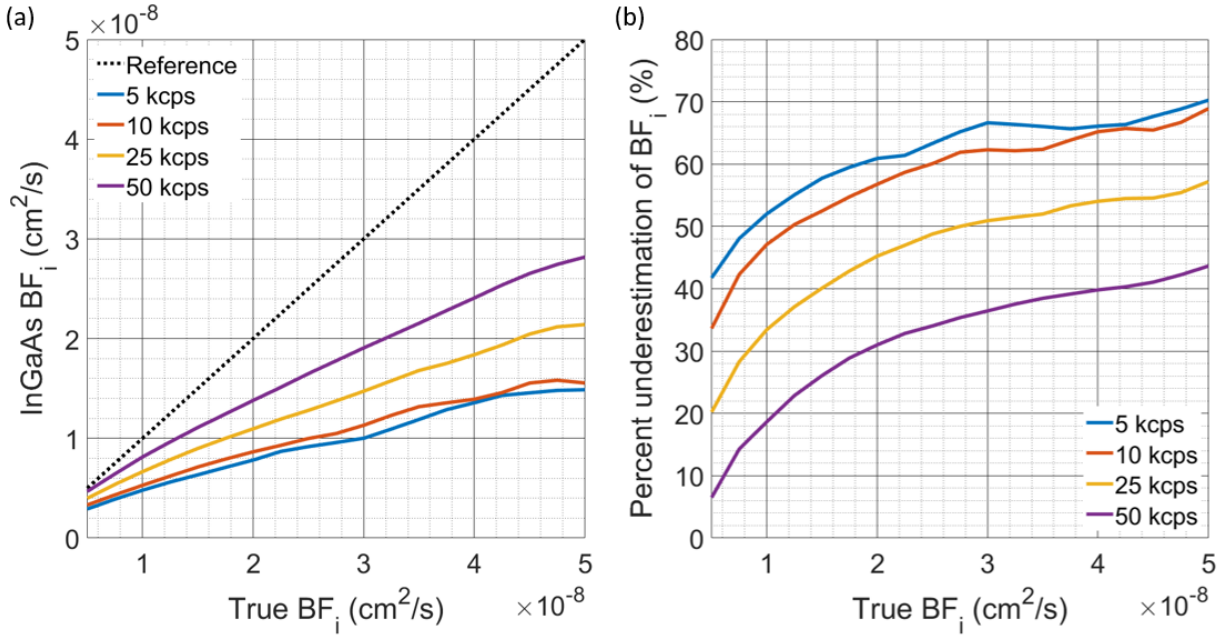 (a)
×10⁻⁸
5
4
3
2
1
0
InGaAs BFᵢ (cm²/s)
Reference
5 kcps
10 kcps
25 kcps
50 kcps
1
2
3
4
5
True BFᵢ (cm²/s)
×10⁻⁸
(b)
80
70
60
50
40
30
20
10
0
Percent underestimation of BFᵢ (%)
5 kcps
10 kcps
25 kcps
50 kcps
1
2
3
4
5
True BFᵢ (cm²/s)
×10⁻⁸